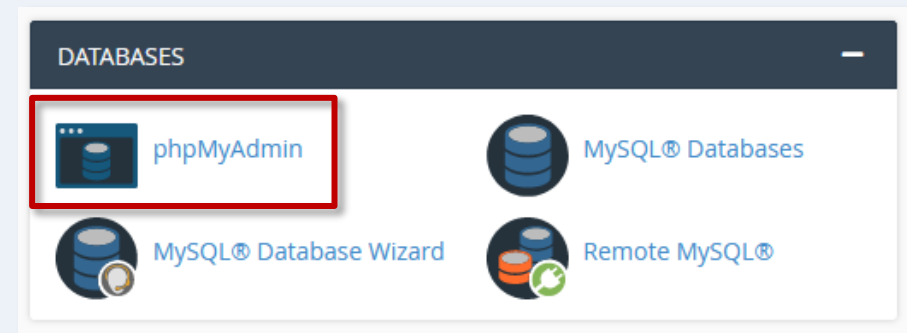 DATABASES
phpMyAdmin
MySQL® Databases
MySQL® Database Wizard
Remote MySQL®